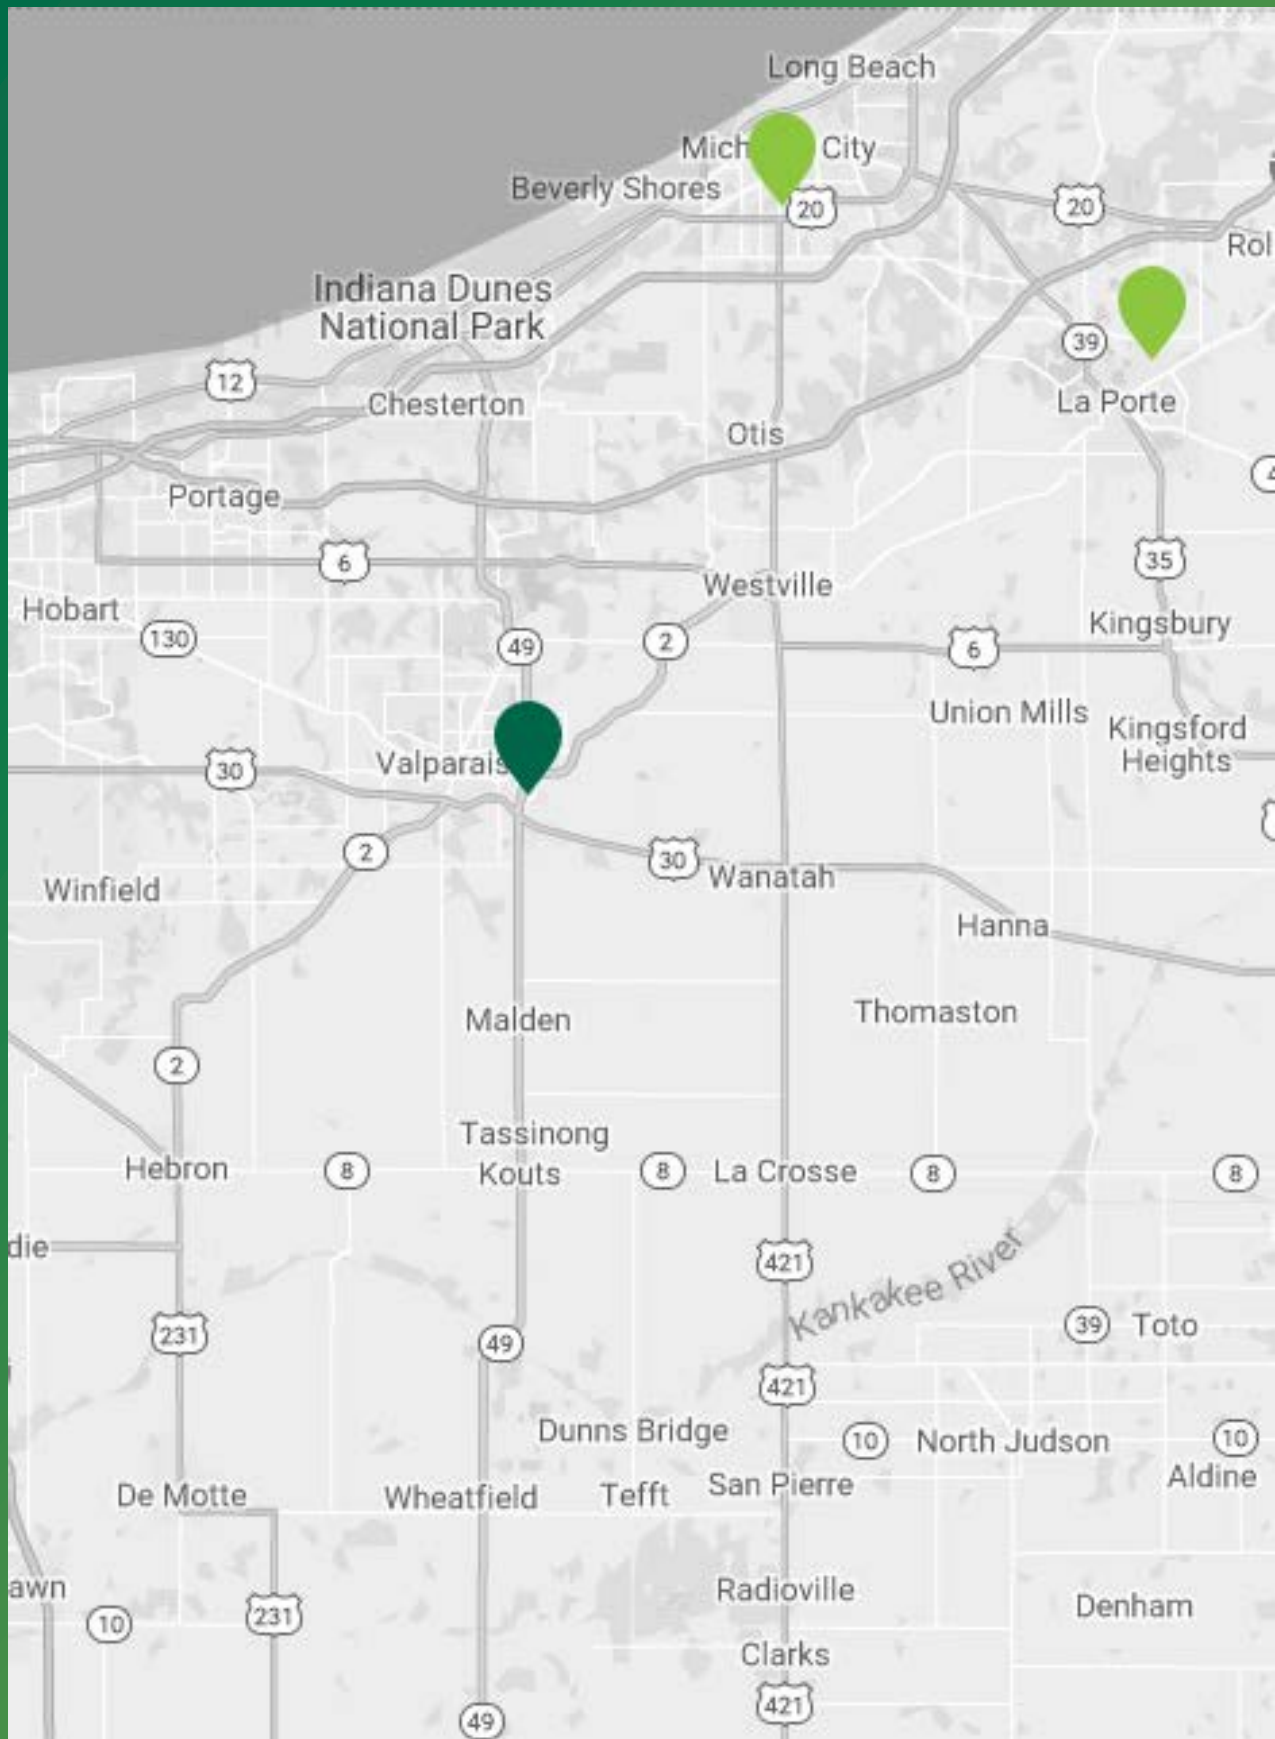 Long Beach
Mich City
Beverly Shores
20
20
Rol
Indiana Dunes
National Park
39
12
La Porte
Chesterton
Otis
4
Portage
6
35
Westville
Hobart
130
49
2
Kingsbury
6
Union Mills
Kingsford
Heights
Valparais
30
2
30
Wanatah
Winfield
Hanna
Malden
Thomaston
2
Tassinong
Hebron
8
Kouts
8
La Crosse
8
8
die
421
Kankakee River
231
49
39
Toto
421
Dunns Bridge
10
North Judson
10
Aldine
De Motte
Wheatfield
Tefft
San Pierre
awn
10
231
Radioville
Denham
Clarks
421
49